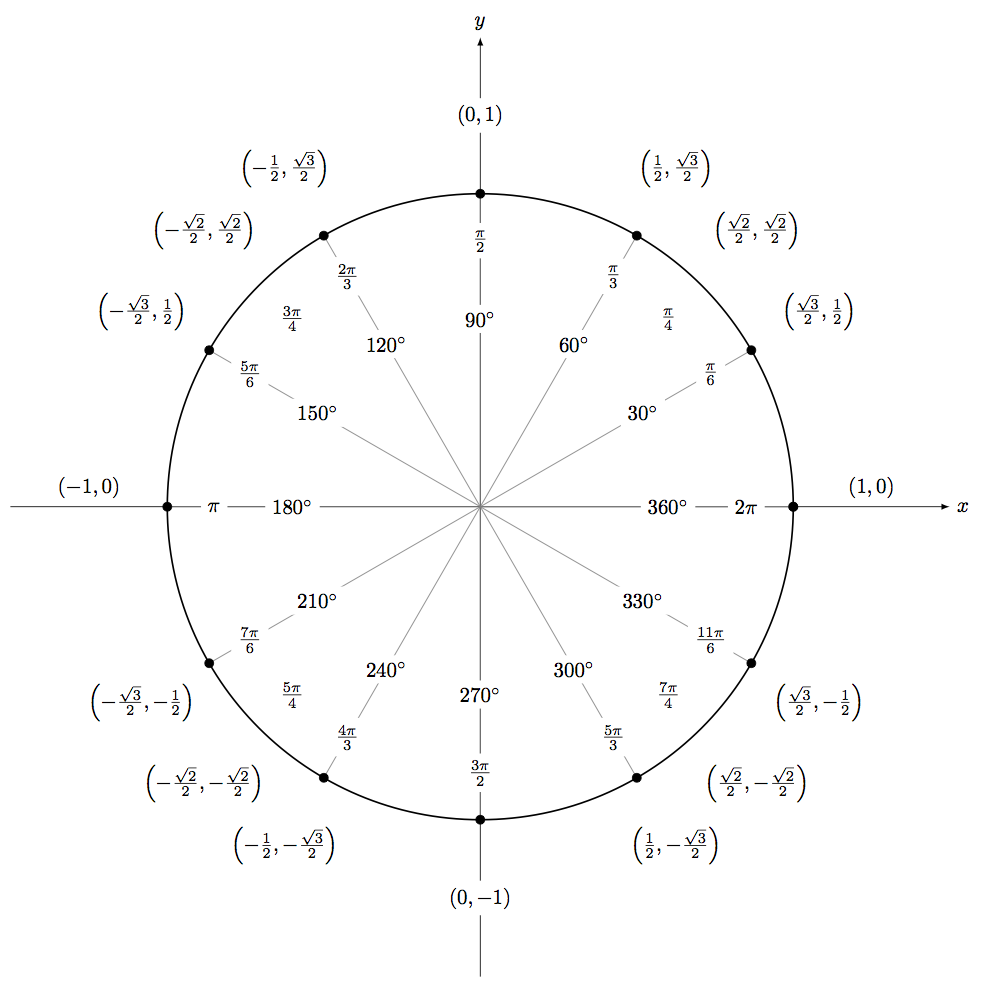 y
(0, 1)
(−1/2, √3/2)
(1/2, √3/2)
(−√2/2, √2/2)
(√2/2, √2/2)
π/2
2π/3
π/3
(−√3/2, 1/2)
(√3/2, 1/2)
3π/4
90°
π/4
120°
60°
5π/6
π/6
150°
30°
(−1, 0)
(1, 0)
π
180°
360°
2π
x
210°
330°
7π/6
11π/6
240°
300°
5π/4
270°
7π/4
(−√3/2, −1/2)
(√3/2, −1/2)
4π/3
5π/3
3π/2
(−√2/2, −√2/2)
(√2/2, −√2/2)
(−1/2, −√3/2)
(1/2, −√3/2)
(0, −1)